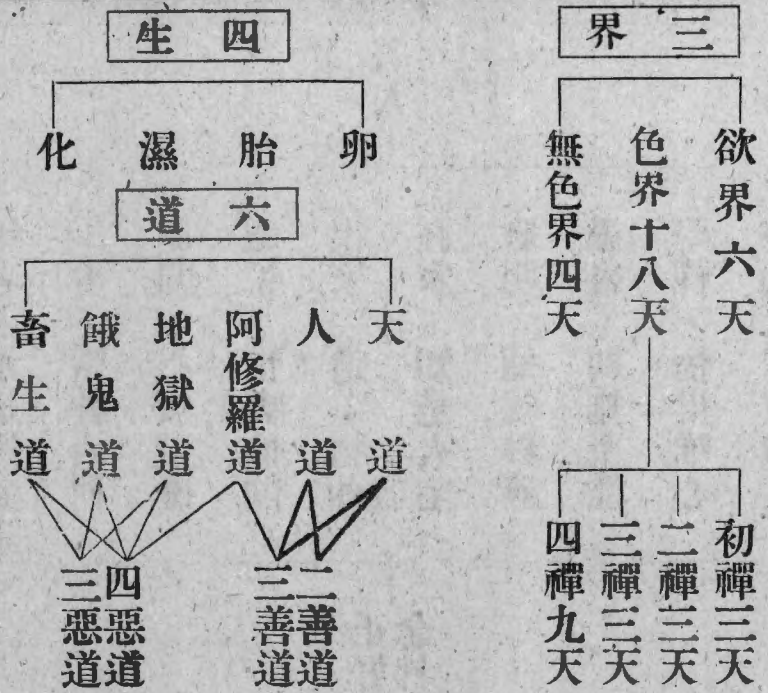 三界
欲界六天
色界十八天
無色界四天
初禪三天
二禪三天
三禪三天
四禪九天
四生
卵
胎
濕
化
六道
天道
人道
阿修羅道
地獄道
餓鬼道
畜生道
二善道
三善道
四惡道
三惡道